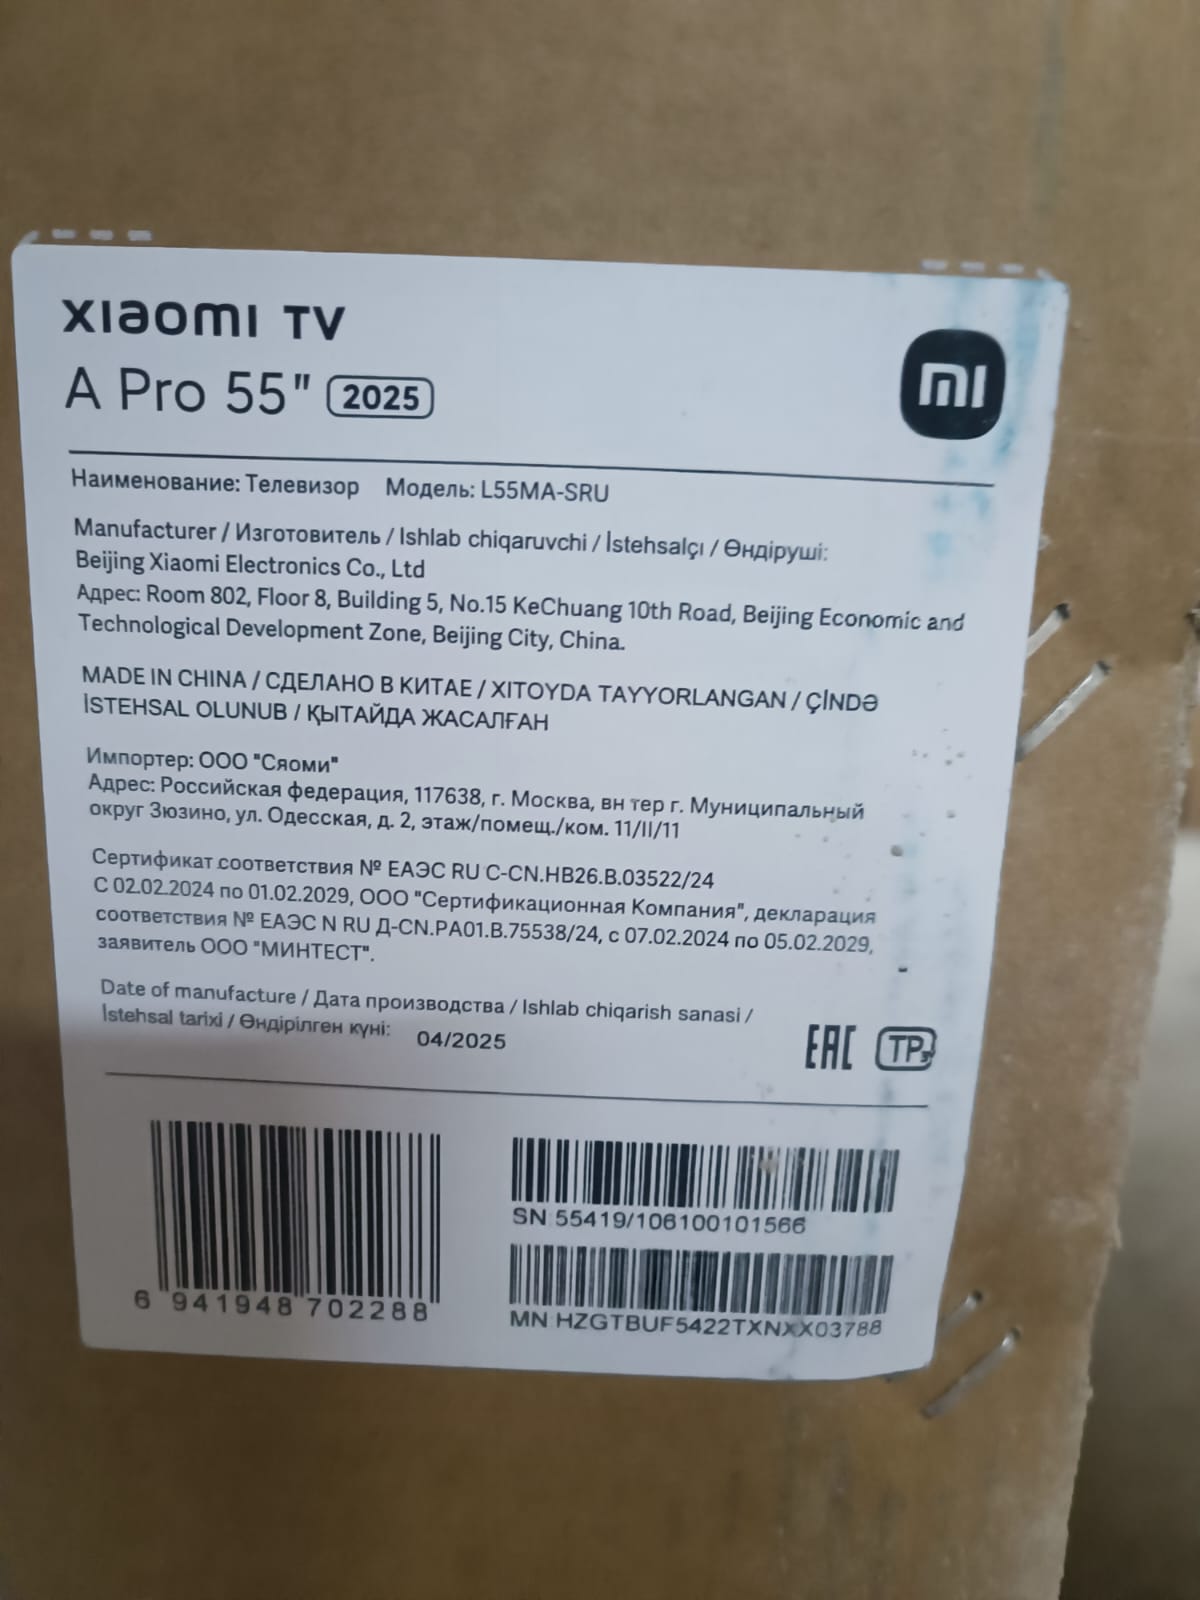 xiaomi TV
A Pro 55" 2025
mi
Наименование: Телевизор Модель: L55MA-SRU
Manufacturer / Изготовитель / Ishlab chiqaruvchi / İstehsalçı / Өндіруші:
Beijing Xiaomi Electronics Co., Ltd
Адрес: Room 802, Floor 8, Building 5, No.15 KeChuang 10th Road, Beijing Economic and
Technological Development Zone, Beijing City, China.
MADE IN CHINA / СДЕЛАНО В КИТАЕ / XITOYDA TAYYORLANGAN / ÇİNDƏ
İSTEHSAL OLUNUB / ҚЫТАЙДА ЖАСАЛҒАН
Импортер: ООО "Сяоми"
Адрес: Российская федерация, 117638, г. Москва, вн тер г. Муниципальный
округ Зюзино, ул. Одесская, д. 2, этаж/помещ./ком. 11/II/11
Сертификат соответствия № ЕАЭС RU C-CN.HB26.B.03522/24
С 02.02.2024 по 01.02.2029, ООО "Сертификационная Компания", декларация
соответствия № ЕАЭС N RU Д-CN.РА01.В.75538/24, с 07.02.2024 по 05.02.2029,
заявитель ООО "МИНТЕСТ".
Date of manufacture / Дата производства / Ishlab chiqarish sanasi /
İstehsal tarixi / Өндірілген күні: 04/2025
EAC TP
SN:55419/106100101566
6 941948 702288
MN:HZGTBUF5422TXNXX03788